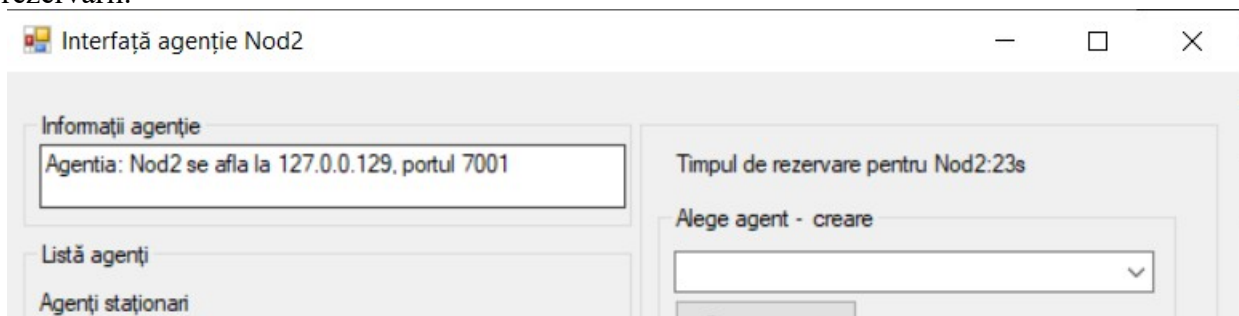 rezervării.
Interfață agenție Nod2
Informații agenție
Agentia: Nod2 se afla la 127.0.0.129, portul 7001
Timpul de rezervare pentru Nod2:23s
Alege agent - creare
Listă agenți
Agenți staționari